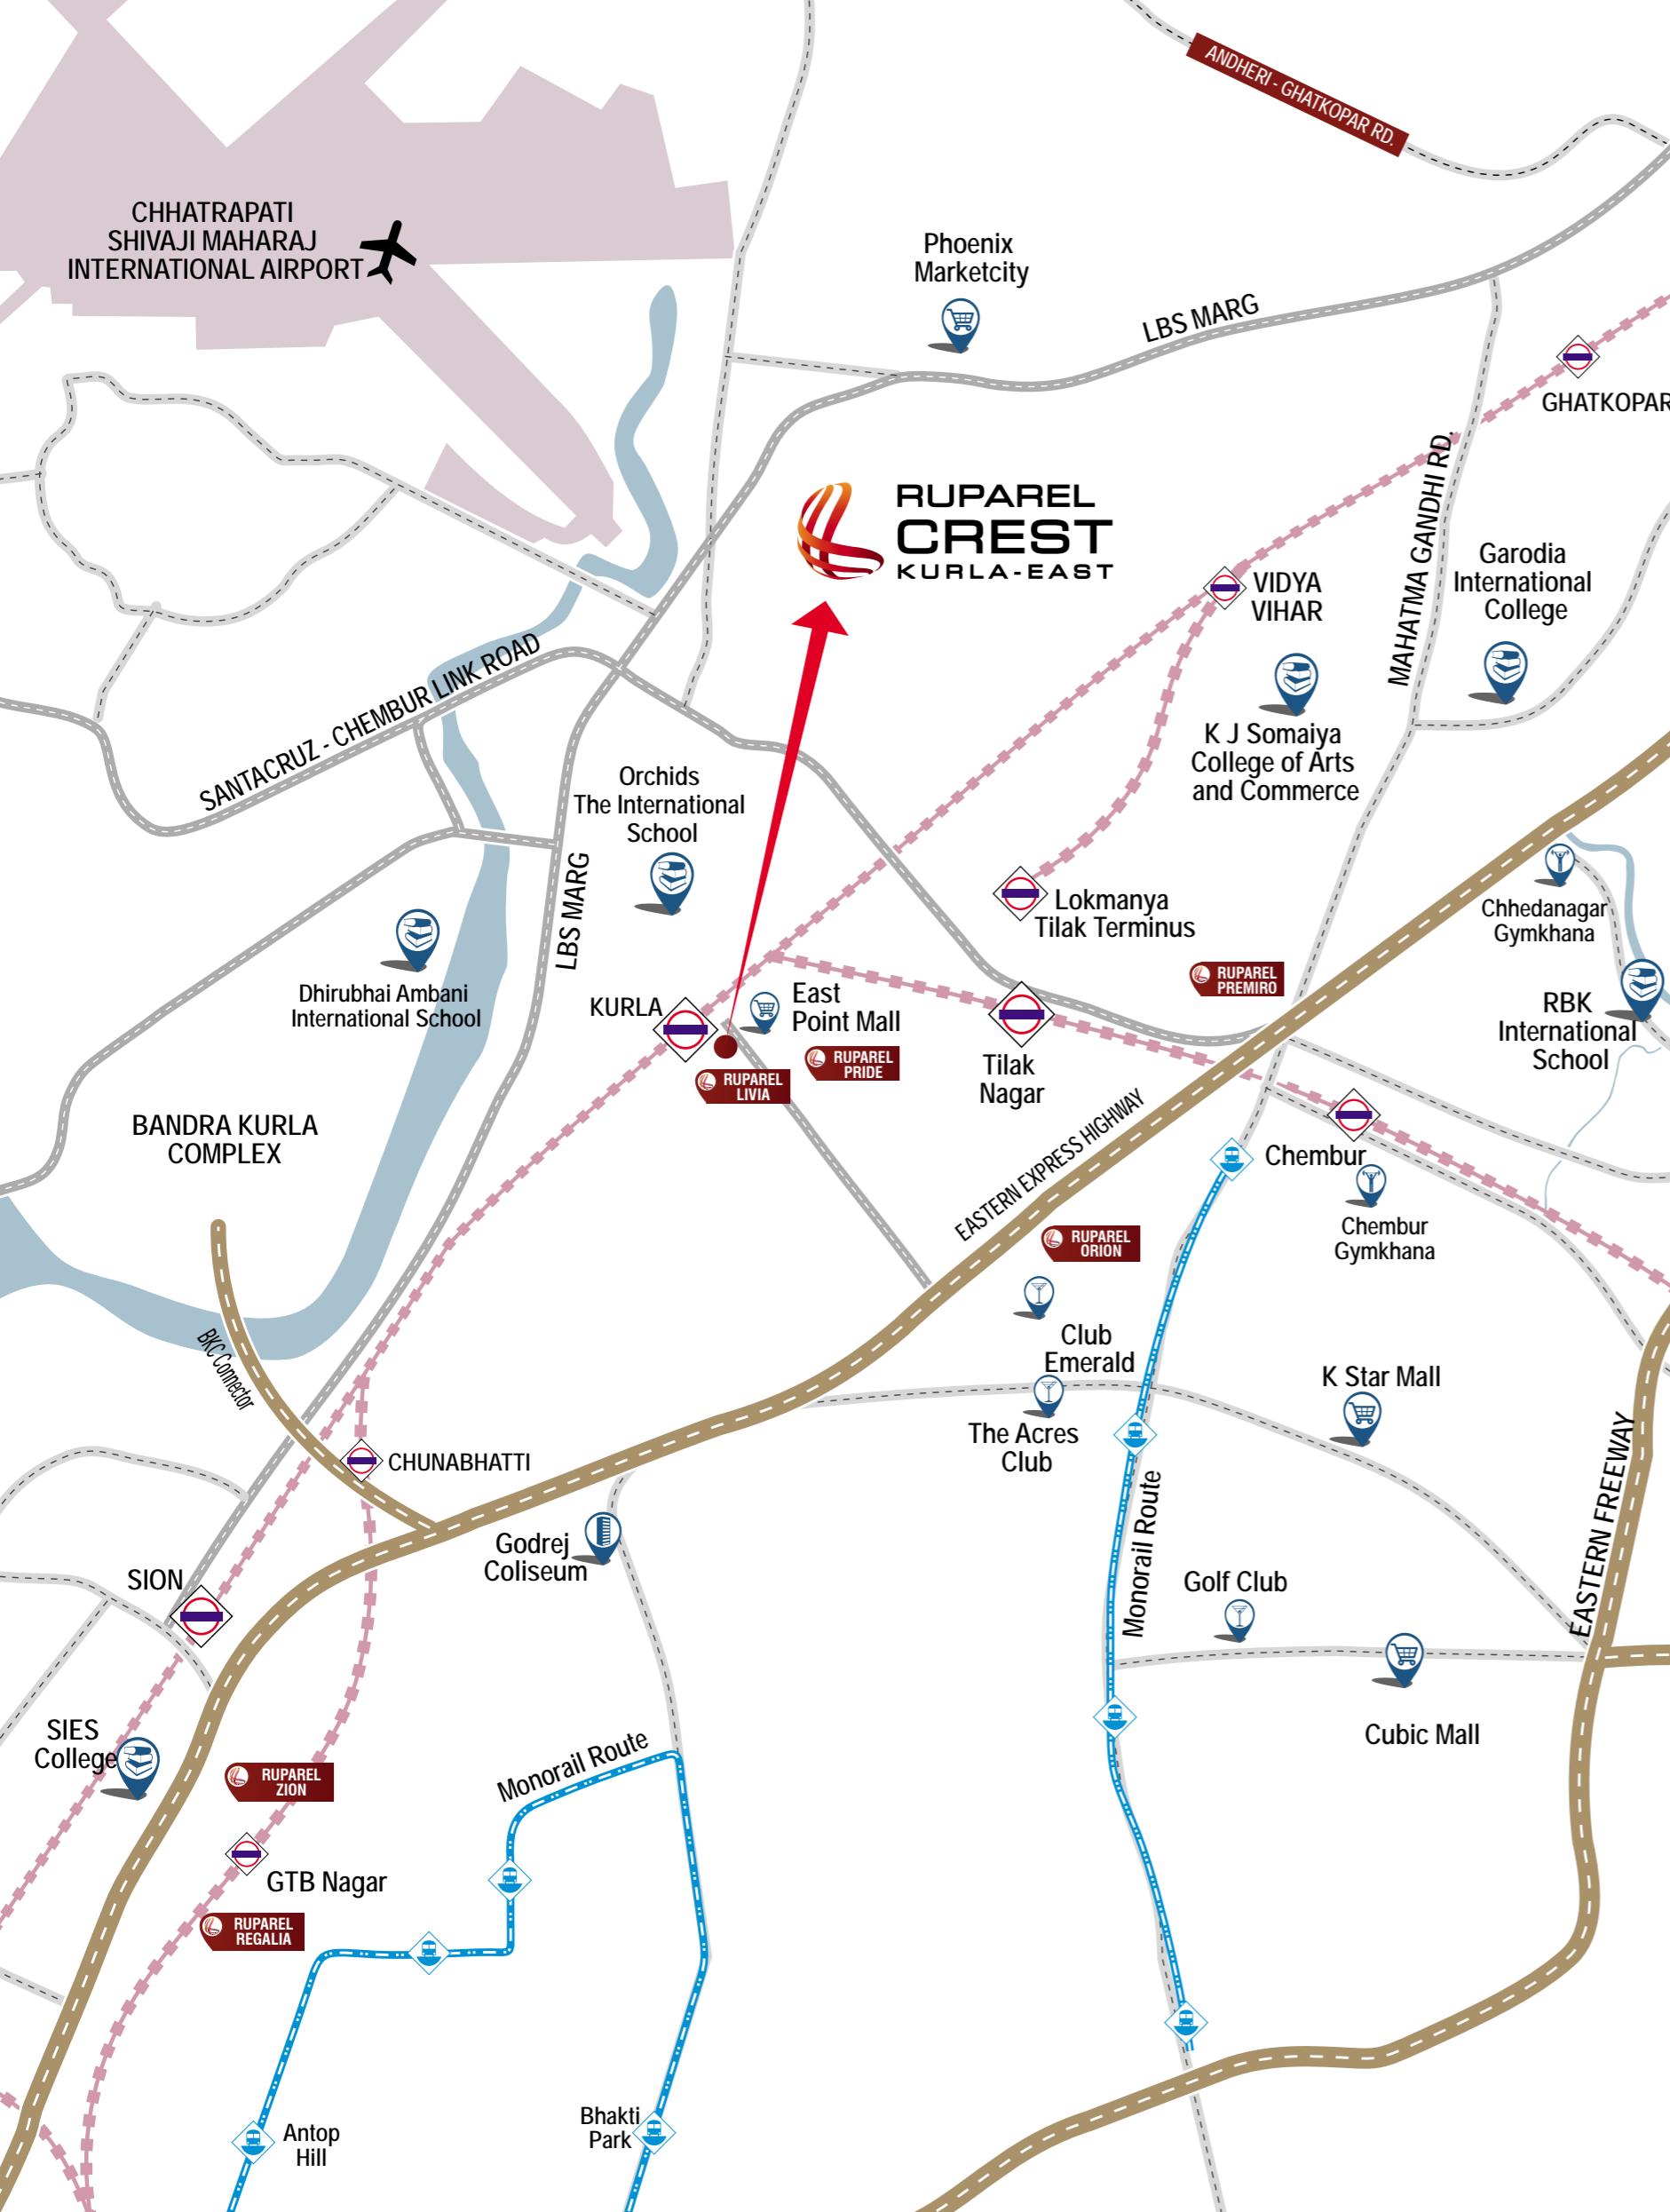 ANDHERI - GHATKOPAR RD.
CHHATRAPATI
SHIVAJI MAHARAJ
INTERNATIONAL AIRPORT
Phoenix
Marketcity
LBS MARG
GHATKOPAR
RUPAREL
CREST
KURLA-EAST
MAHATMA GANDHI RD.
VIDYA
VIHAR
Garodia
International
College
SANTACRUZ - CHEMBUR LINK ROAD
K J Somaiya
College of Arts
and Commerce
Orchids
The International
School
LBS MARG
Lokmanya
Tilak Terminus
Chhedanagar
Gymkhana
Dhirubhai Ambani
International School
KURLA
East
Point Mall
RUPAREL
PREMIRO
RBK
International
School
RUPAREL
PRIDE
RUPAREL
LIVIA
Tilak
Nagar
BANDRA KURLA
COMPLEX
EASTERN EXPRESS HIGHWAY
Chembur
Chembur
Gymkhana
RUPAREL
ORION
BKC Connector
Club
Emerald
K Star Mall
The Acres
Club
CHUNABHATTI
EASTERN FREEWAY
Monorail Route
Godrej
Coliseum
SION
Golf Club
SIES
College
Cubic Mall
Monorail Route
RUPAREL
ZION
GTB Nagar
RUPAREL
REGALIA
Antop
Hill
Bhakti
Park